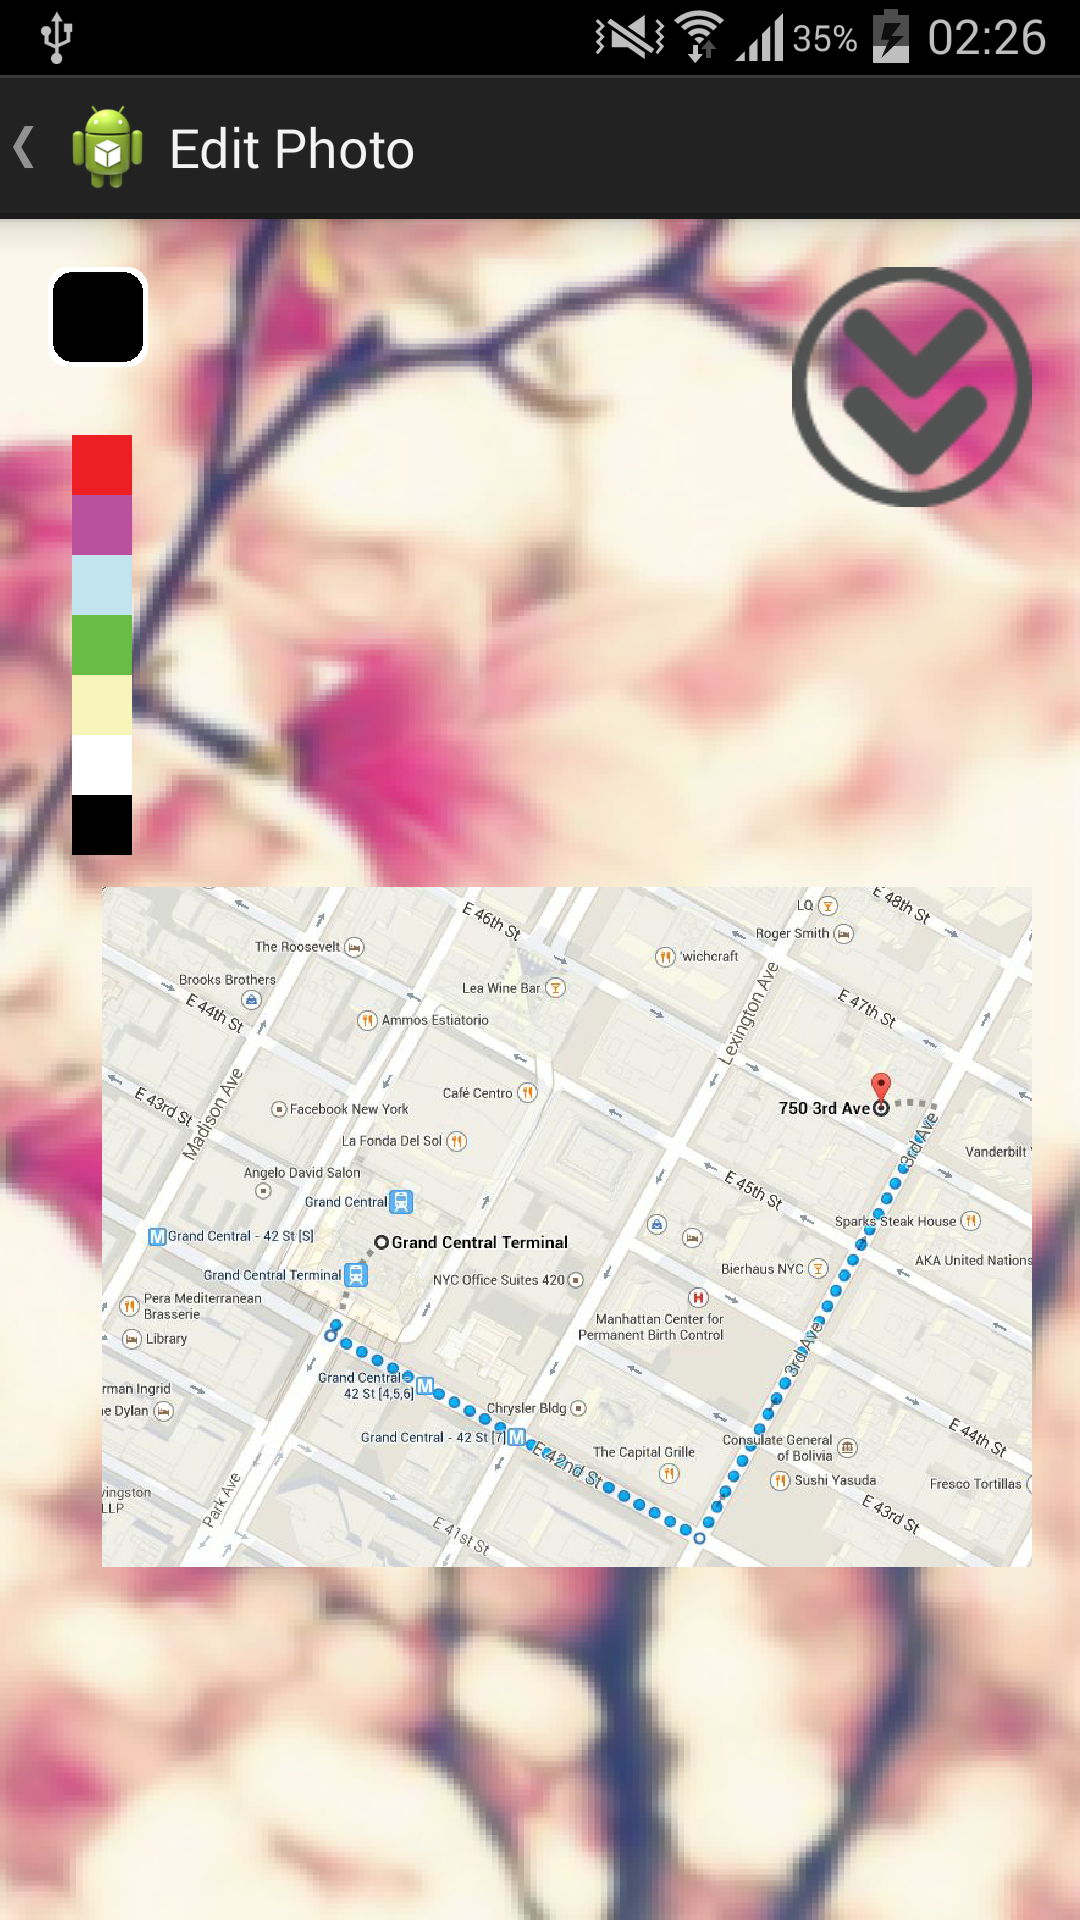 35% 02:26
Edit Photo
E 48th St
LQ
E 46th St
Roger Smith
The Roosevelt
'wichcraft
Brooks Brothers
Lea Wine Bar
E 47th St
E 44th St
Lexington Ave
Ammos Estiatorio
Café Centro
E 43rd St
Madison Ave
Facebook New York
750 3rd Ave
3rd Ave
La Fonda Del Sol
Vanderbilt
Angelo David Salon
E 45th St
Grand Central
Sparks Steak House
M Grand Central - 42 St [S]
Grand Central Terminal
AKA United Nations
Grand Central Terminal
NYC Office Suites 420
Bierhaus NYC
Pera Mediterranean
Brasserie
H
Manhattan Center for
Permanent Birth Control
Library
3rd Ave
Grand Central -
42 St [4,5,6] M
rman Ingrid
e Dylan
Chrysler Bldg
E 44th St
Grand Central - 42 St [7] M
E 42nd St
The Capital Grille
Consulate General
of Bolivia
Sushi Yasuda
Fresco Tortillas
vingston
LLP
Park Ave
E 43rd St
E 41st St